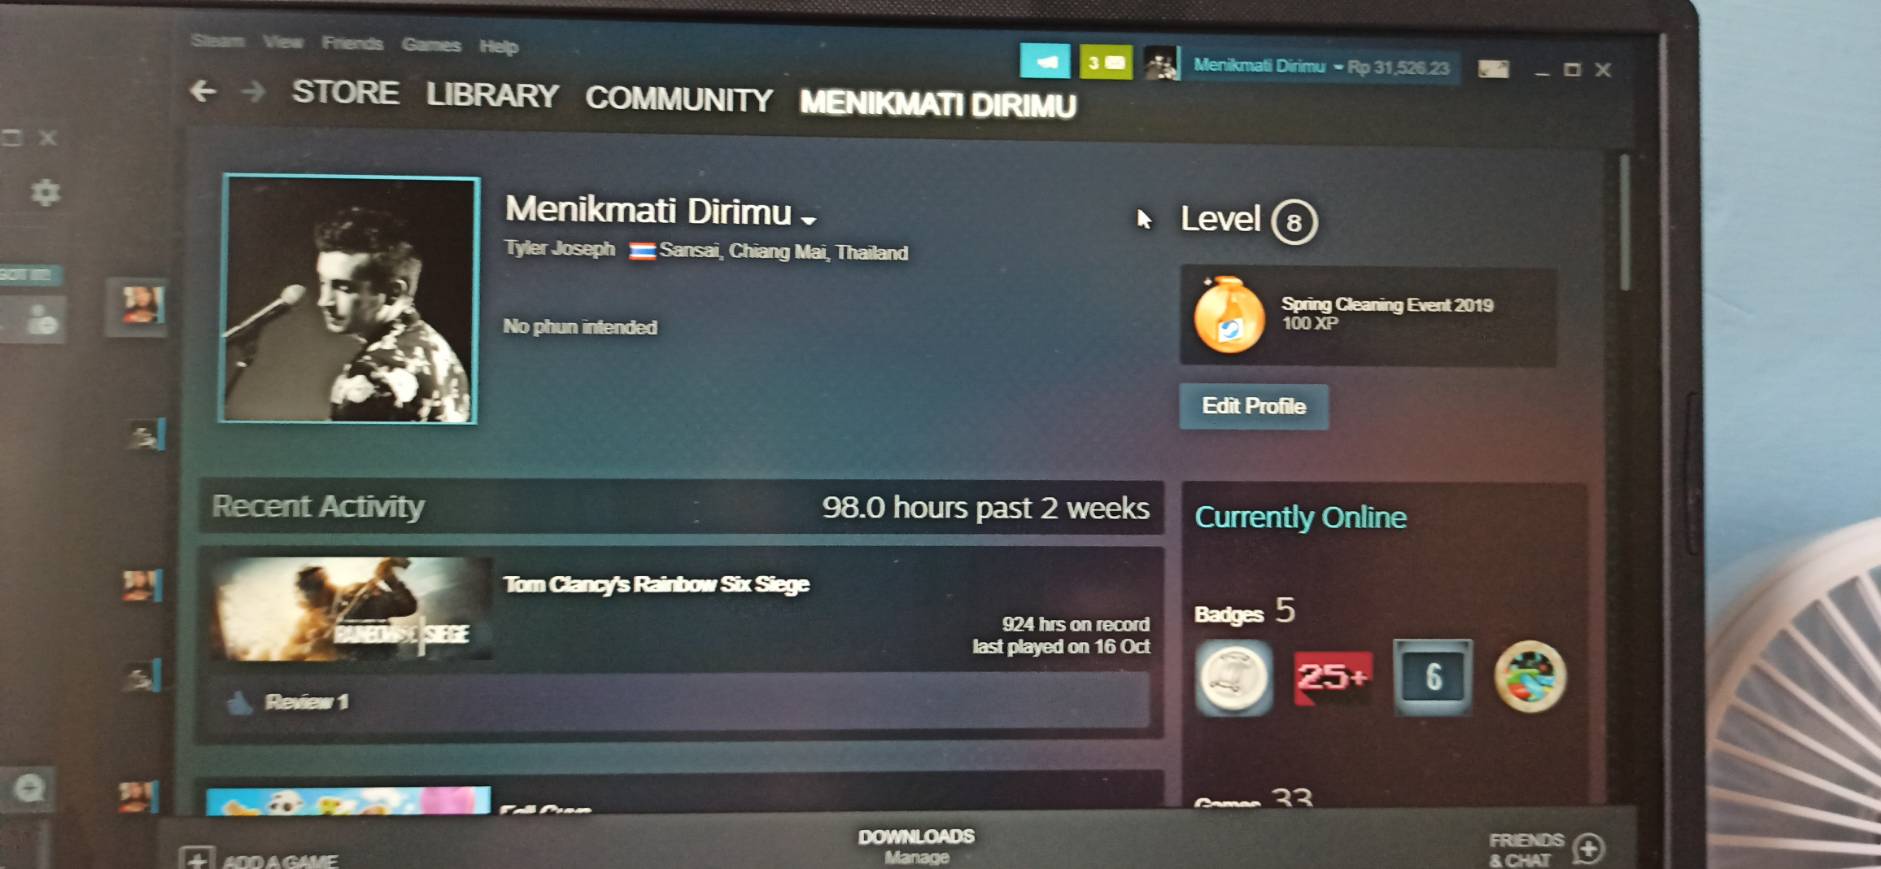 Steam View Friends Games Help
3 Menikmati Dirimu Rp 31,526.23
STORE LIBRARY COMMUNITY MENIKMATI DIRIMU
Menikmati Dirimu
Tyler Joseph Sansai, Chiang Mai, Thailand
No phun intended
Level 8
Spring Cleaning Event 2019
100 XP
Edit Profile
Recent Activity 98.0 hours past 2 weeks
Currently Online
Tom Clancy's Rainbow Six Siege
RAINBOW SIEGE
924 hrs on record
last played on 16 Oct
Review 1
Badges 5
25+ 6
Games 33
DOWNLOADS
Manage
ADD A GAME
FRIENDS
& CHAT